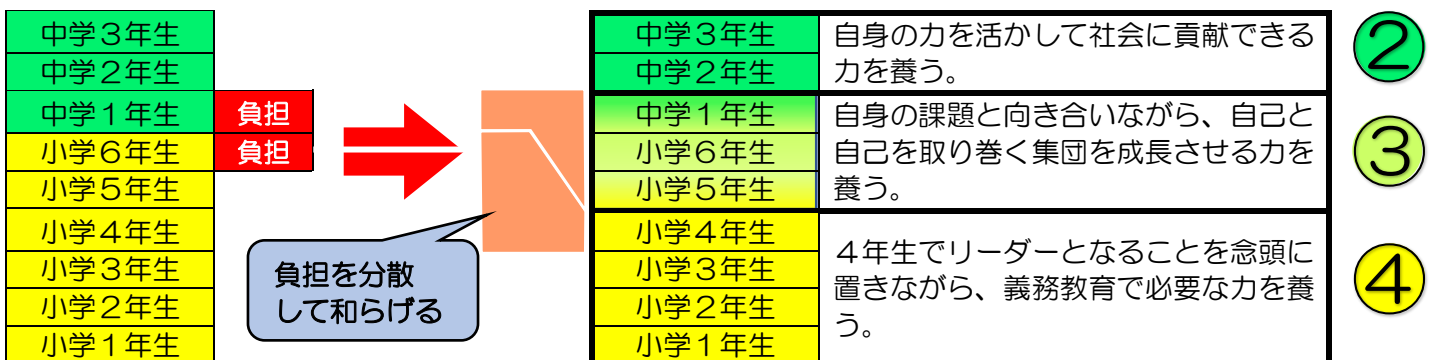 中学３年生
中学２年生
中学１年生 負担
小学６年生 負担
小学５年生
小学４年生
小学３年生
小学２年生
小学１年生
負担を分散
して和らげる
中学３年生
中学２年生
自身の力を活かして社会に貢献できる
力を養う。
②
中学１年生
小学６年生
小学５年生
自身の課題と向き合いながら、自己と
自己を取り巻く集団を成長させる力を
養う。
③
小学４年生
小学３年生
小学２年生
小学１年生
４年生でリーダーとなることを念頭に
置きながら、義務教育で必要な力を養
う。
④